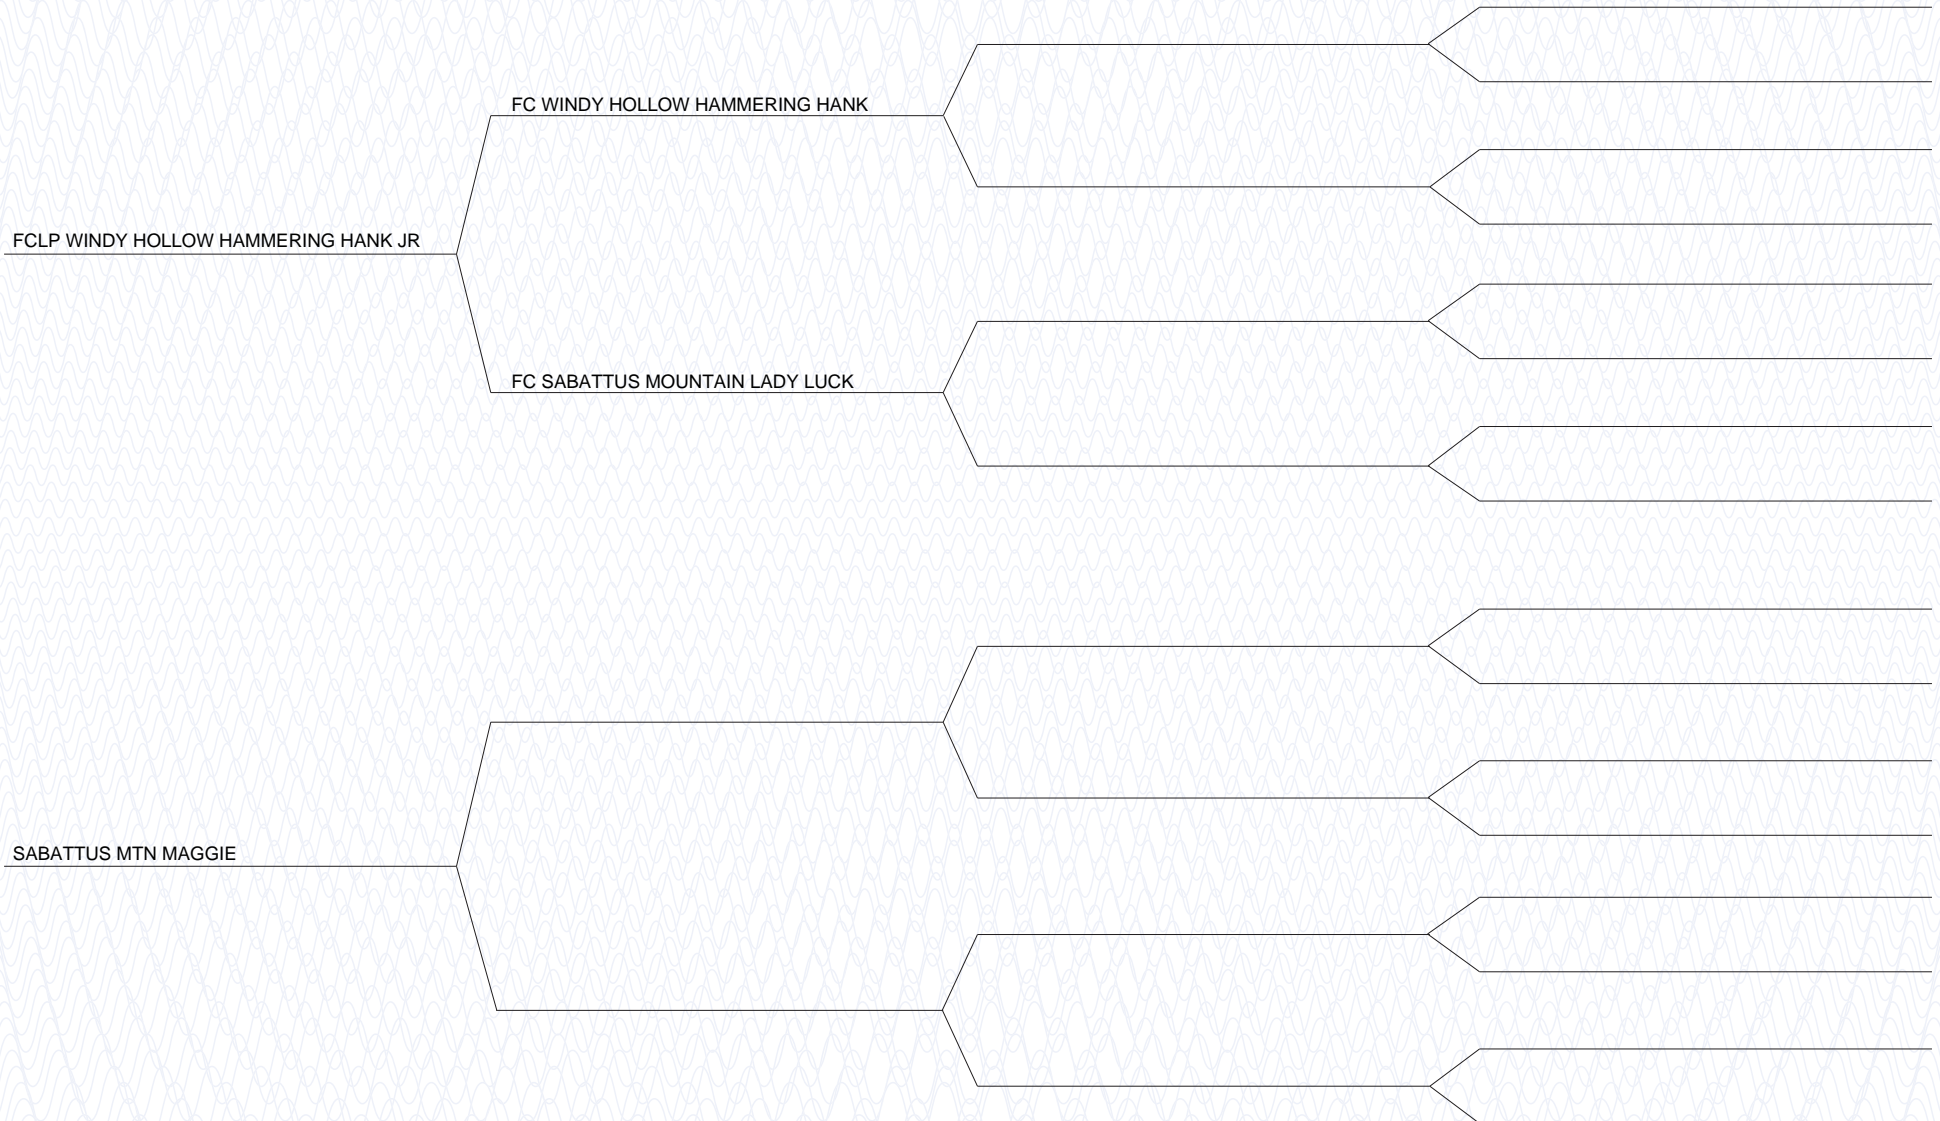 FC WINDY HOLLOW HAMMERING HANK
FCLP WINDY HOLLOW HAMMERING HANK JR
FC SABATTUS MOUNTAIN LADY LUCK
SABATTUS MTN MAGGIE